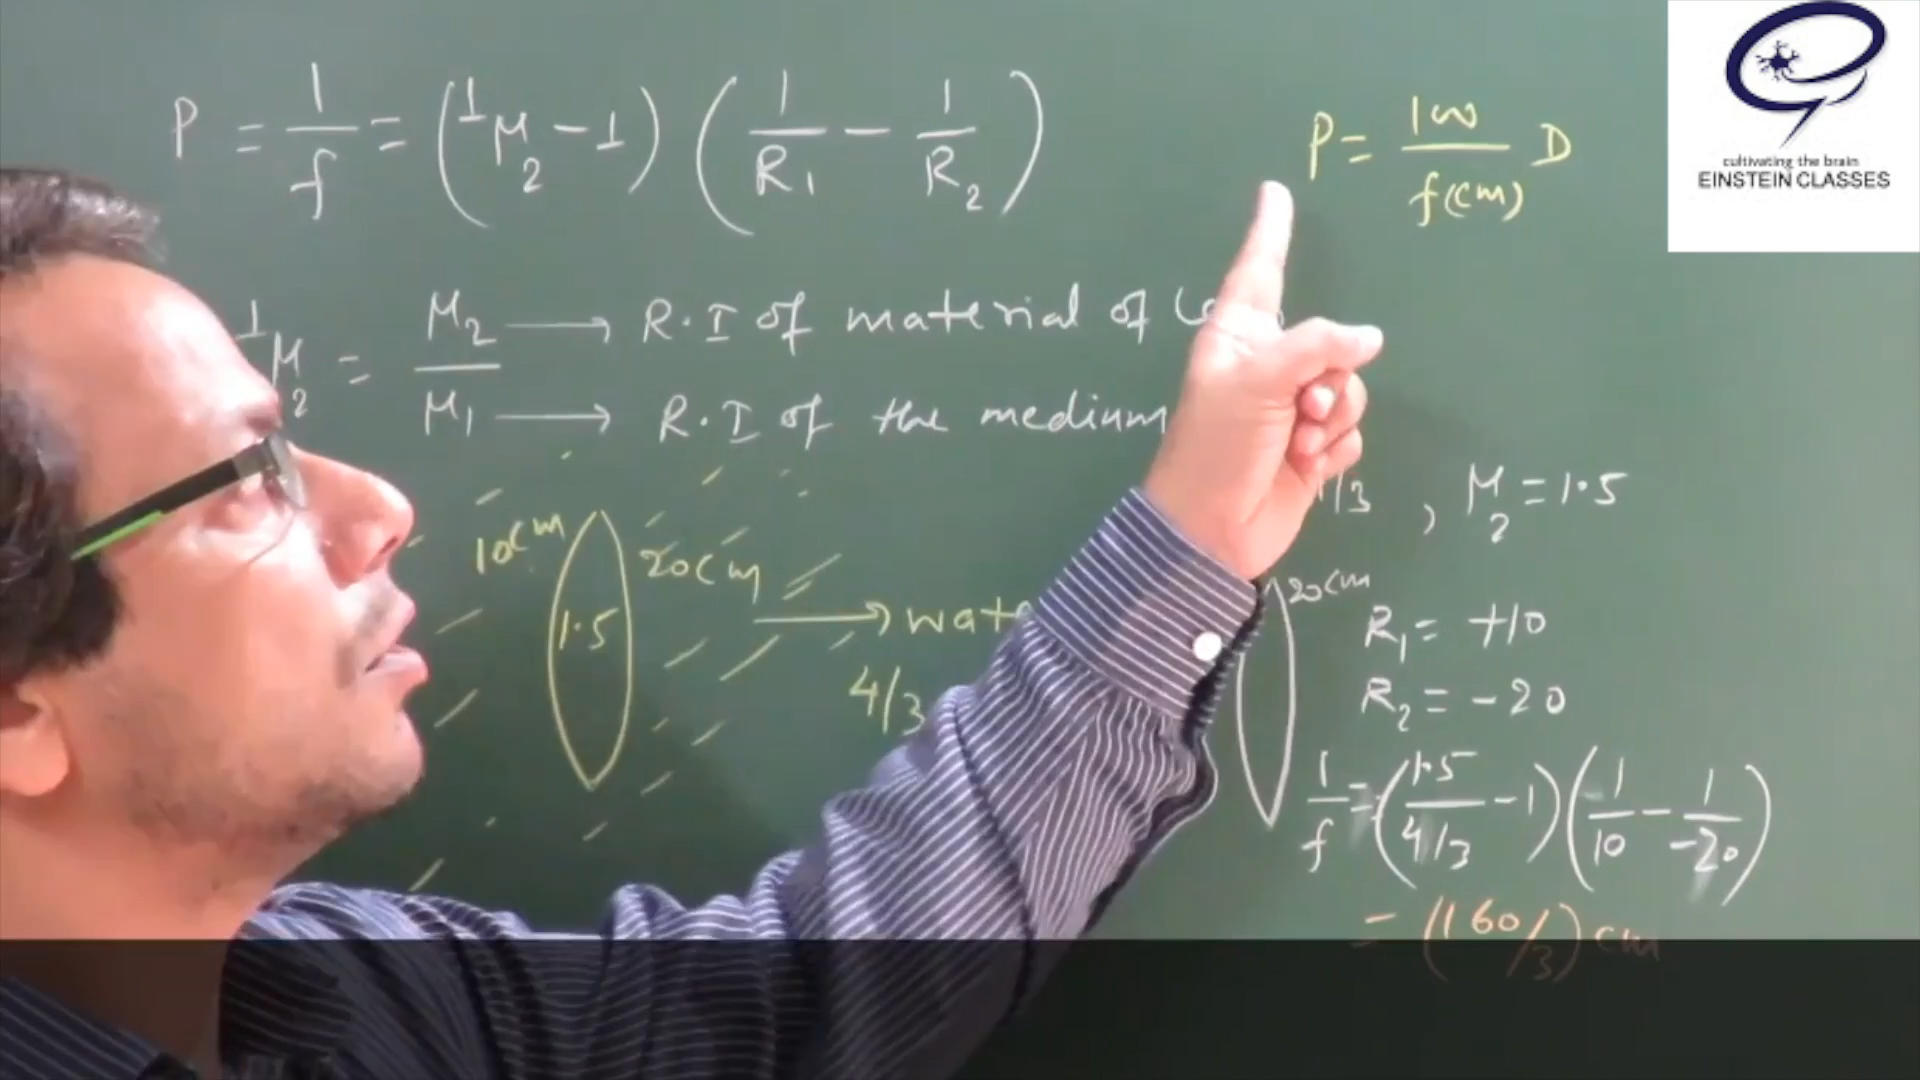 P = 1/f = (¹μ₂ - 1) (1/R₁ - 1/R₂)
P = 100/f(cm) D
cultivating the brain
EINSTEIN CLASSES
¹μ₂ = μ₂/μ₁
μ₂ → R.I of material of
μ₁ → R.I of the medium
/3 , μ₂ = 1.5
10cm 1.5 20cm
→ wat
4/3
20cm
R₁ = +10
R₂ = -20
1/f = (1.5/4/3 - 1) (1/10 - 1/-20)
= (160/3) cm